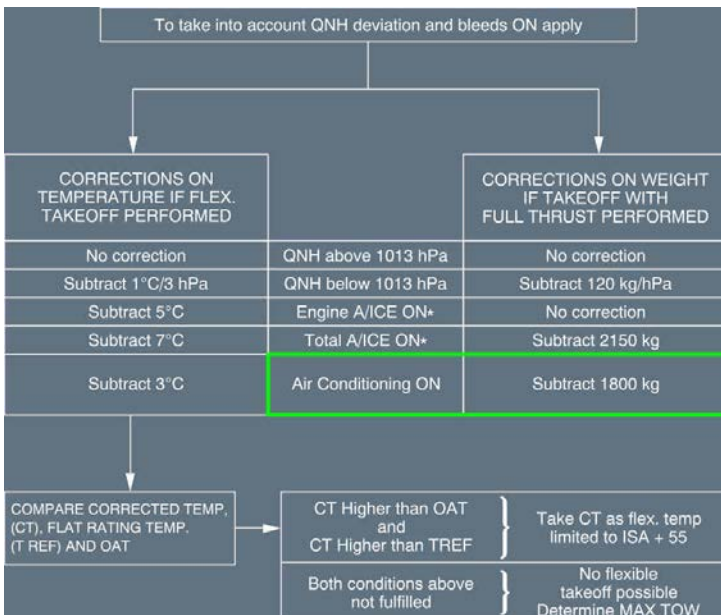 To take into account QNH deviation and bleeds ON apply
CORRECTIONS ON
TEMPERATURE IF FLEX.
TAKEOFF PERFORMED
CORRECTIONS ON WEIGHT
IF TAKEOFF WITH
FULL THRUST PERFORMED
No correction
QNH above 1013 hPa
No correction
Subtract 1°C/3 hPa
QNH below 1013 hPa
Subtract 120 kg/hPa
Subtract 5°C
Engine A/ICE ON*
No correction
Subtract 7°C
Total A/ICE ON*
Subtract 2150 kg
Subtract 3°C
Air Conditioning ON
Subtract 1800 kg
COMPARE CORRECTED TEMP,
(CT), FLAT RATING TEMP.
(T REF) AND OAT
CT Higher than OAT
and
CT Higher than TREF
Take CT as flex. temp
limited to ISA + 55
Both conditions above
not fulfilled
No flexible
takeoff possible
Determine MAX TOW